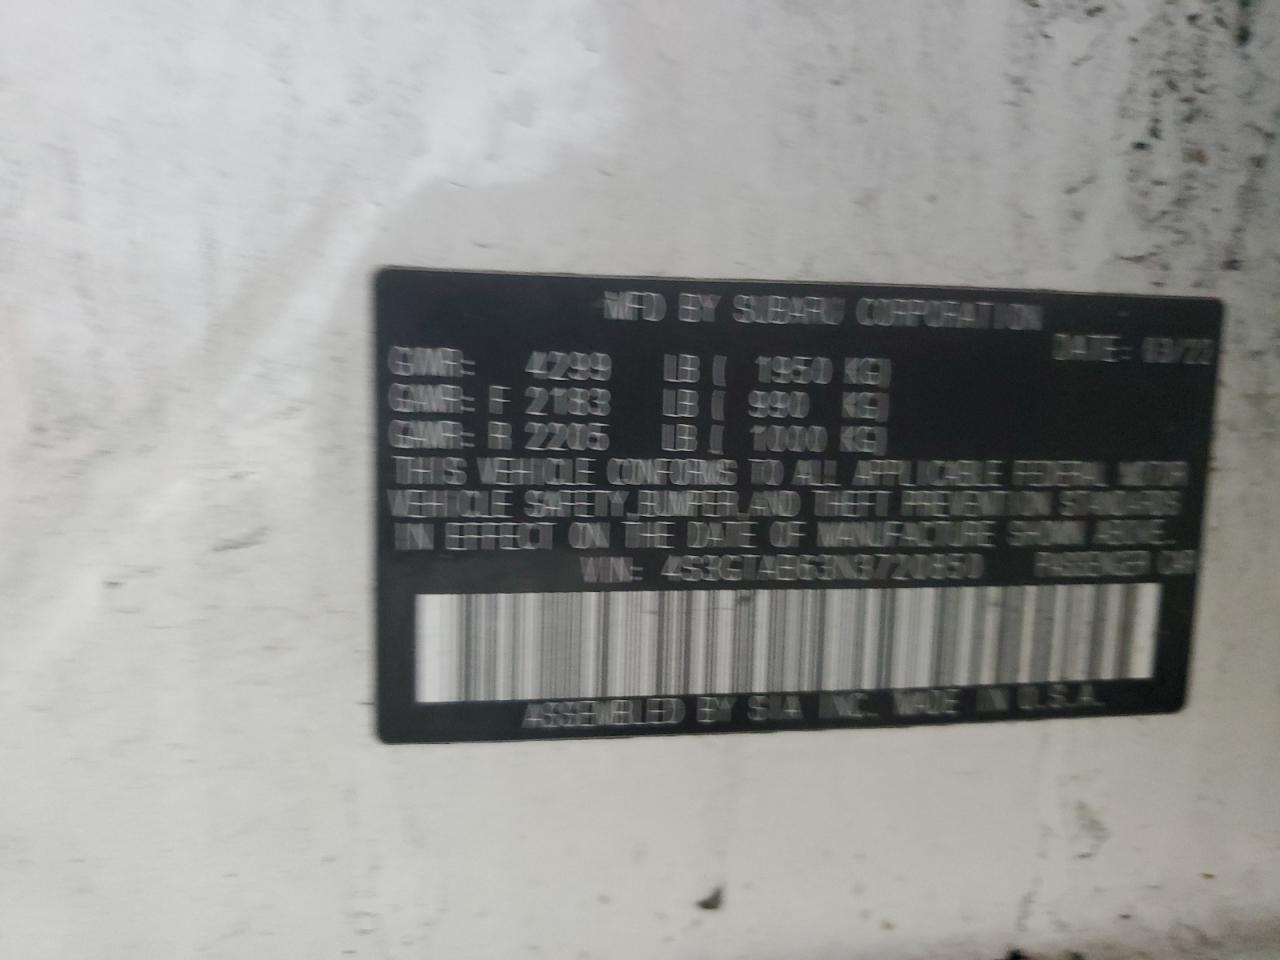 MFD BY SUBARU CORPORATION
DATE: 03/22
GVWR: 4299 LB ( 1950 KG)
GAWR: F 2183 LB ( 990 KG)
GAWR: R 2205 LB ( 1000 KG)
THIS VEHICLE CONFORMS TO ALL APPLICABLE FEDERAL MOTOR
VEHICLE SAFETY, BUMPER, AND THEFT PREVENTION STANDARDS
IN EFFECT ON THE DATE OF MANUFACTURE SHOWN ABOVE.
VIN: PASSENGER CAR
ASSEMBLED BY SIA INC. MADE IN U.S.A.